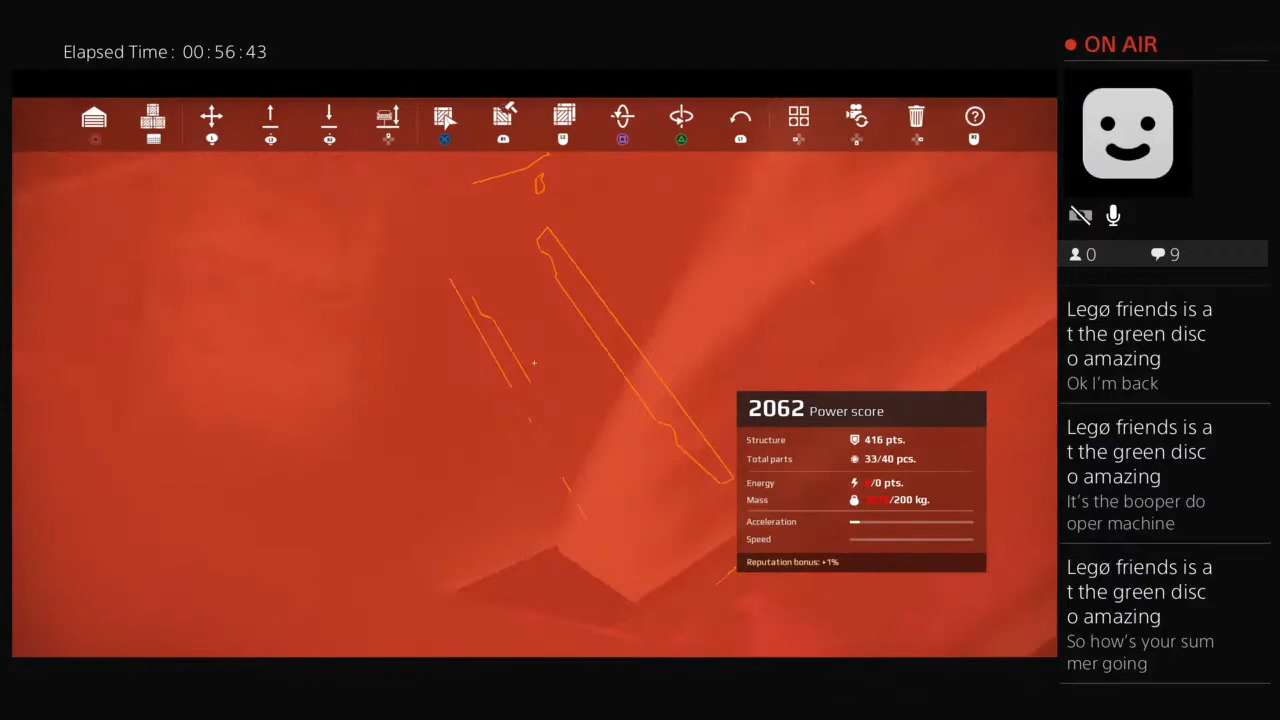 Elapsed Time: 00:56:43
ON AIR
0 9
Legø friends is a
t the green disc
o amazing
Ok I'm back
Legø friends is a
t the green disc
o amazing
It's the booper do
oper machine
Legø friends is a
t the green disc
o amazing
So how's your sum
mer going
2062 Power score
Structure 416 pts.
Total parts 33/40 pcs.
Energy /0 pts.
Mass /200 kg.
Acceleration
Speed
Reputation bonus: +1%